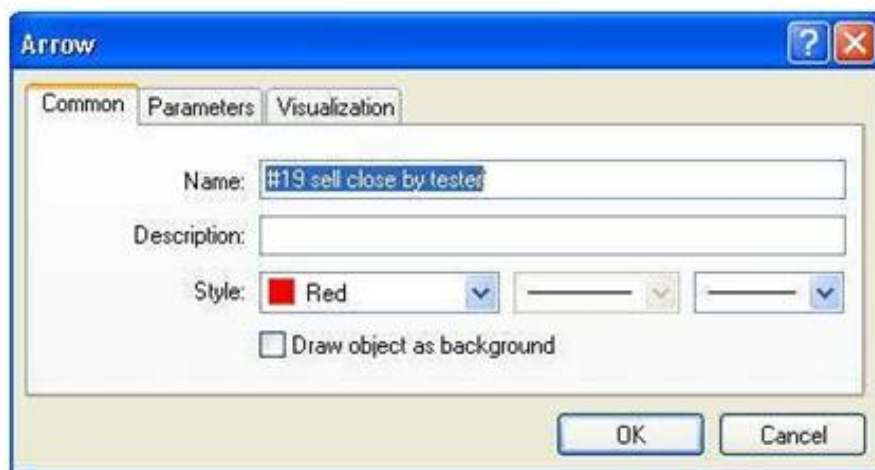 Arrow
Common Parameters Visualization
Name: #19 sell close by tester
Description:
Style: Red
Draw object as background
OK Cancel